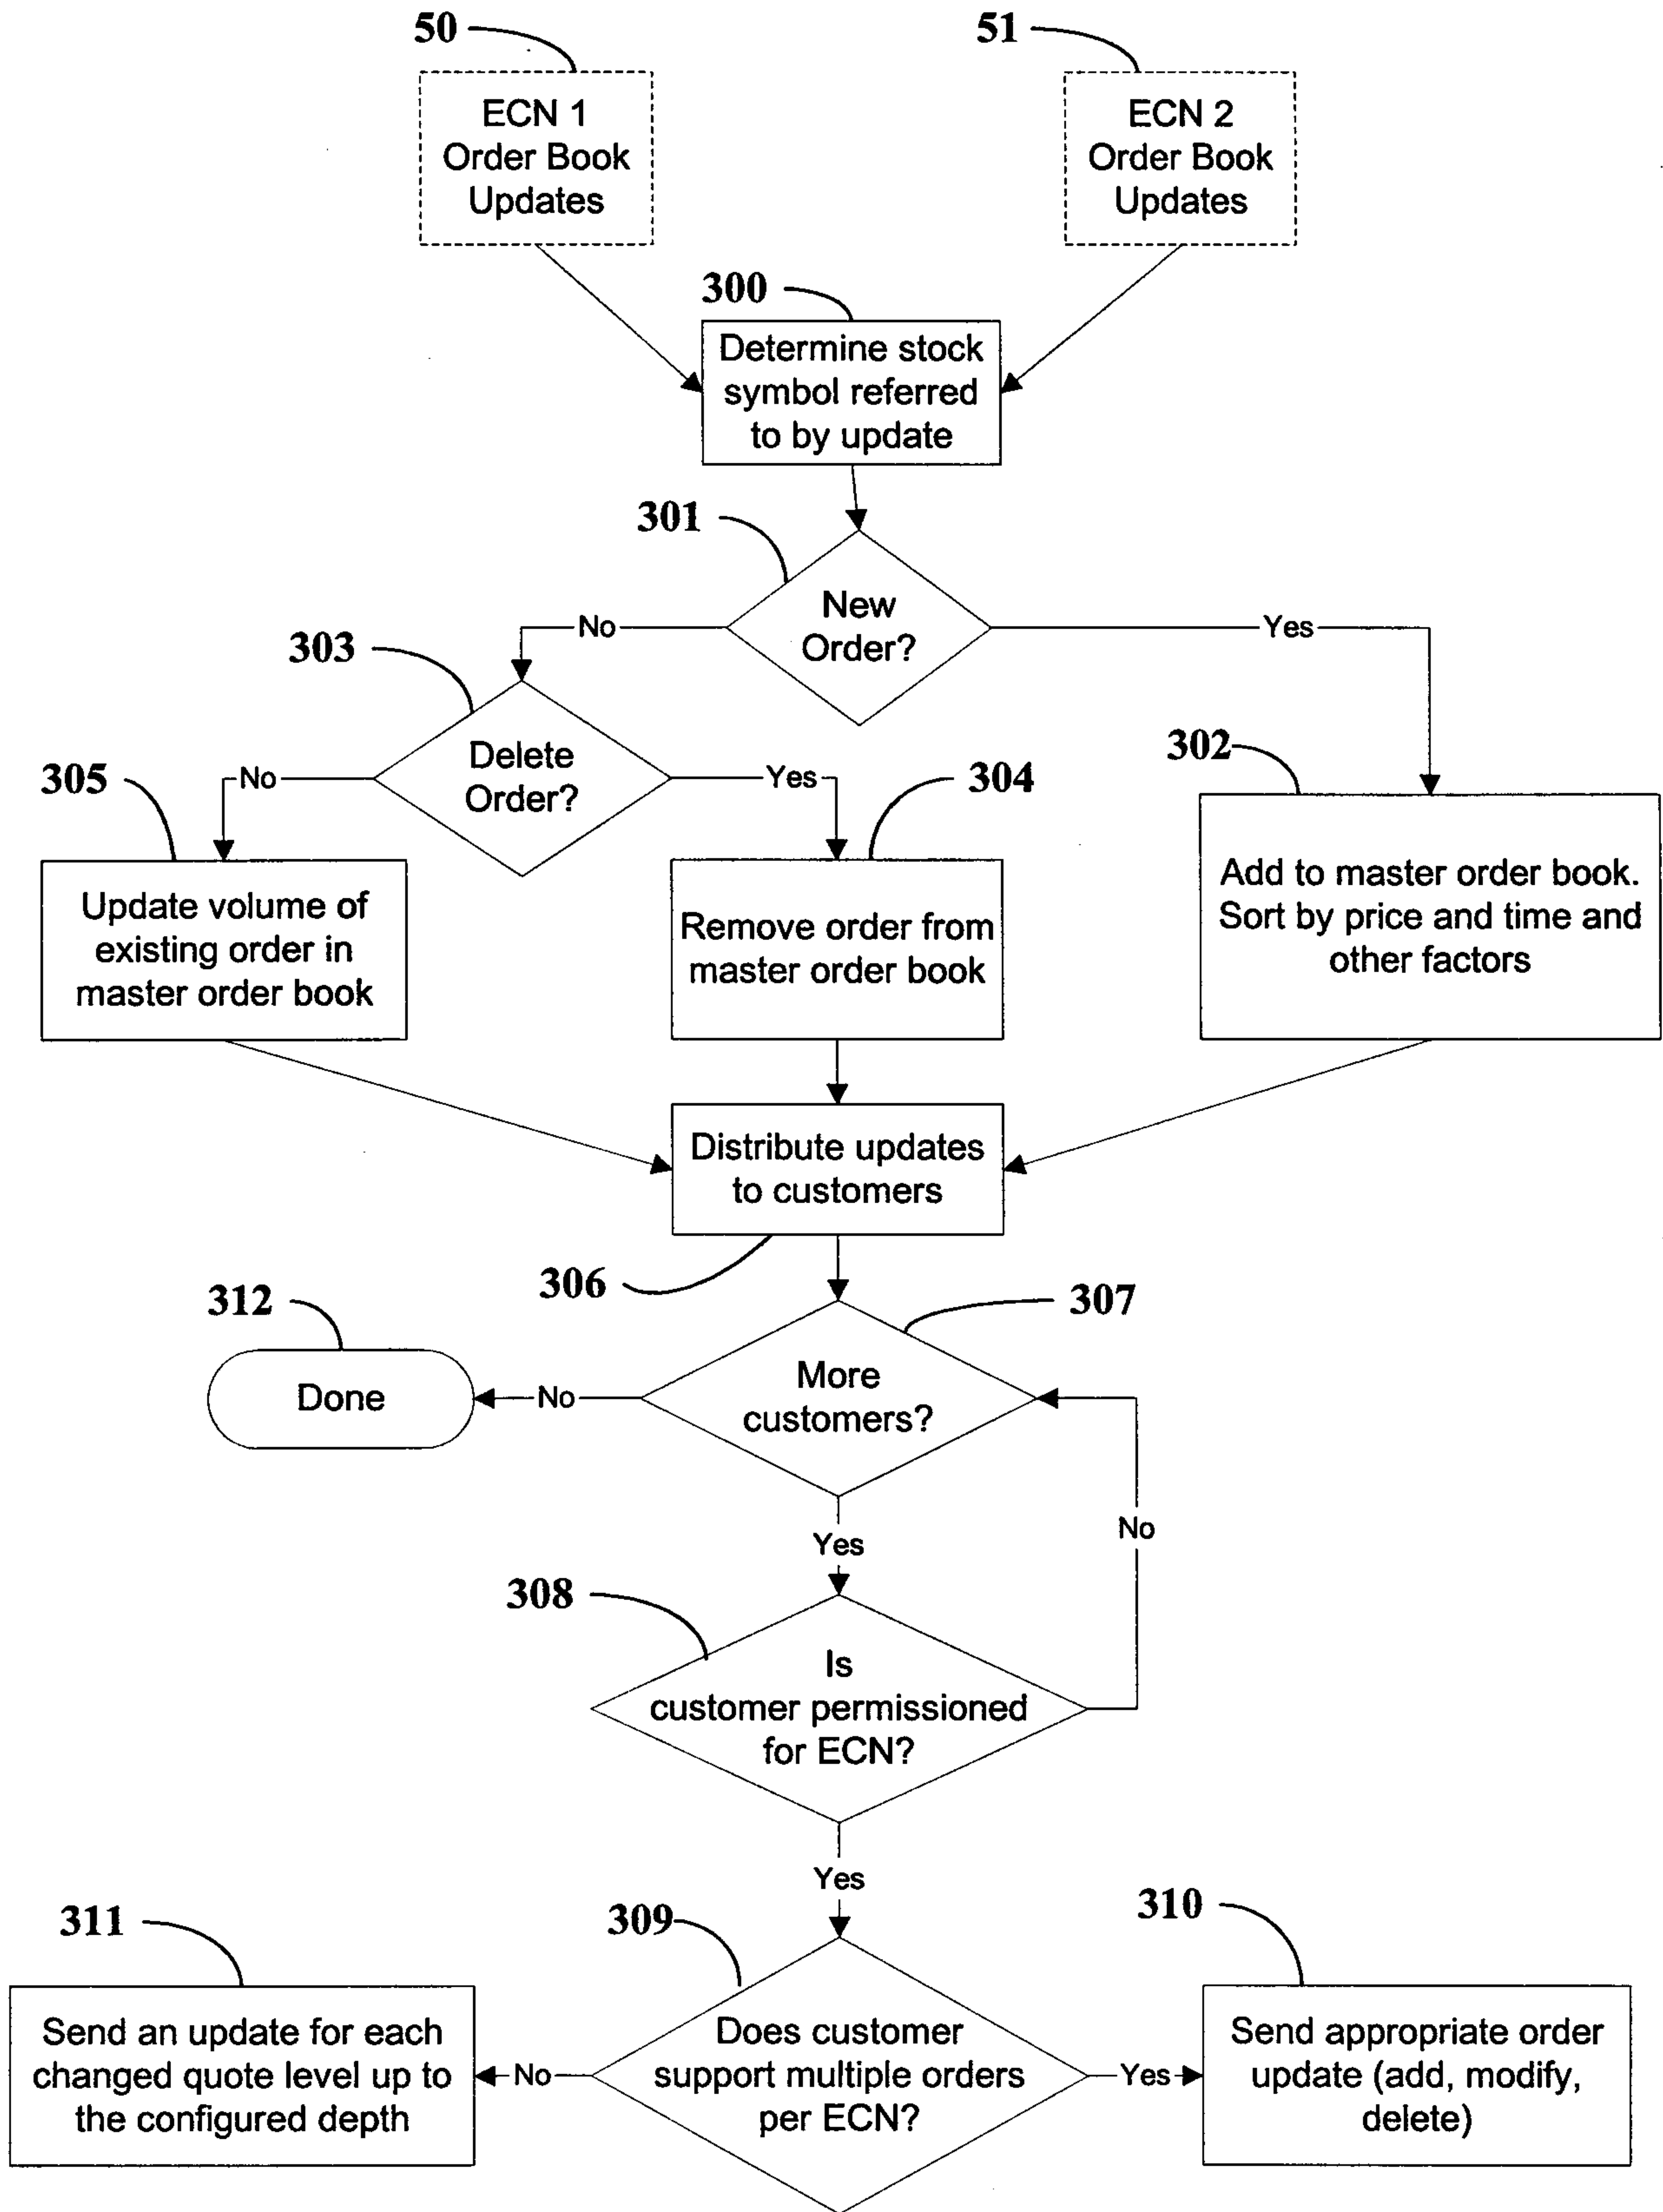 50
51
ECN 1
Order Book
Updates
ECN 2
Order Book
Updates
300
Determine stock
symbol referred
to by update
301
New
Order?
No
Yes
303
Delete
Order?
302
305
No
Yes
304
Update volume of
existing order in
master order book
Remove order from
master order book
Add to master order book.
Sort by price and time and
other factors
Distribute updates
to customers
306
312
307
Done
No
More
customers?
Yes
No
308
Is
customer permissioned
for ECN?
Yes
311
309
310
Send an update for each
changed quote level up to
the configured depth
No
Does customer
support multiple orders
per ECN?
Yes
Send appropriate order
update (add, modify,
delete)